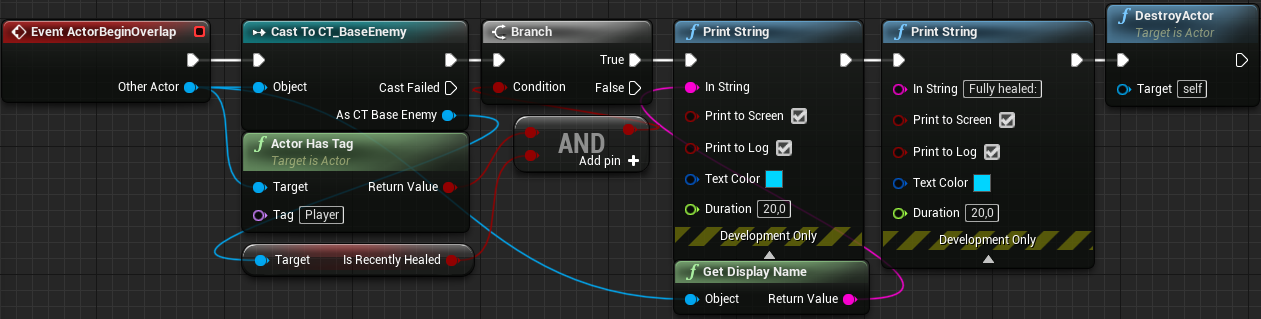 Event ActorBeginOverlap
Other Actor
Cast To CT_BaseEnemy
Object
Cast Failed
As CT Base Enemy
Actor Has Tag
Target is Actor
Target
Return Value
Tag
Player
Target
Is Recently Healed
Branch
True
Condition
False
AND
Add pin
Print String
In String
Print to Screen
Print to Log
Text Color
Duration
20,0
Development Only
Get Display Name
Object
Return Value
Print String
In String
Fully healed:
Print to Screen
Print to Log
Text Color
Duration
20,0
Development Only
DestroyActor
Target is Actor
Target
self